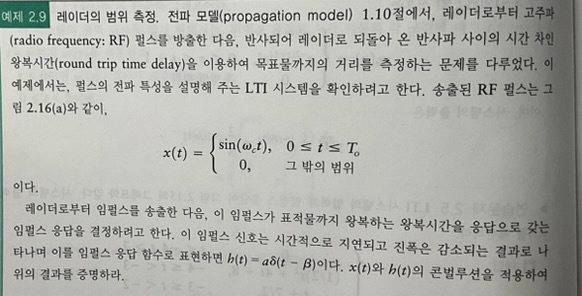 예제 2.9 레이더의 범위 측정. 전파 모델(propagation model) 1.10절에서, 레이더로부터 고주파
(radio frequency: RF) 펄스를 방출한 다음, 반사되어 레이더로 되돌아 온 반사파 사이의 시간 차인
왕복시간(round trip time delay)을 이용하여 목표물까지의 거리를 측정하는 문제를 다루었다. 이
예제에서는, 펄스의 전파 특성을 설명해 주는 LTI 시스템을 확인하려고 한다. 송출된 RF 펄스는 그
림 2.16(a)와 같이,
x(t) = { sin(ω_c t), 0 ≤ t ≤ T_o
0, 그 밖의 범위
이다.
레이더로부터 임펄스를 송출한 다음, 이 임펄스가 표적물까지 왕복하는 왕복시간을 응답으로 갖는
임펄스 응답을 결정하려고 한다. 이 임펄스 신호는 시간적으로 지연되고 진폭은 감소되는 결과로 나
타나며 이를 임펄스 응답 함수로 표현하면 h(t) = aδ(t − β)이다. x(t)와 h(t)의 콘벌루션을 적용하여
위의 결과를 증명하라.